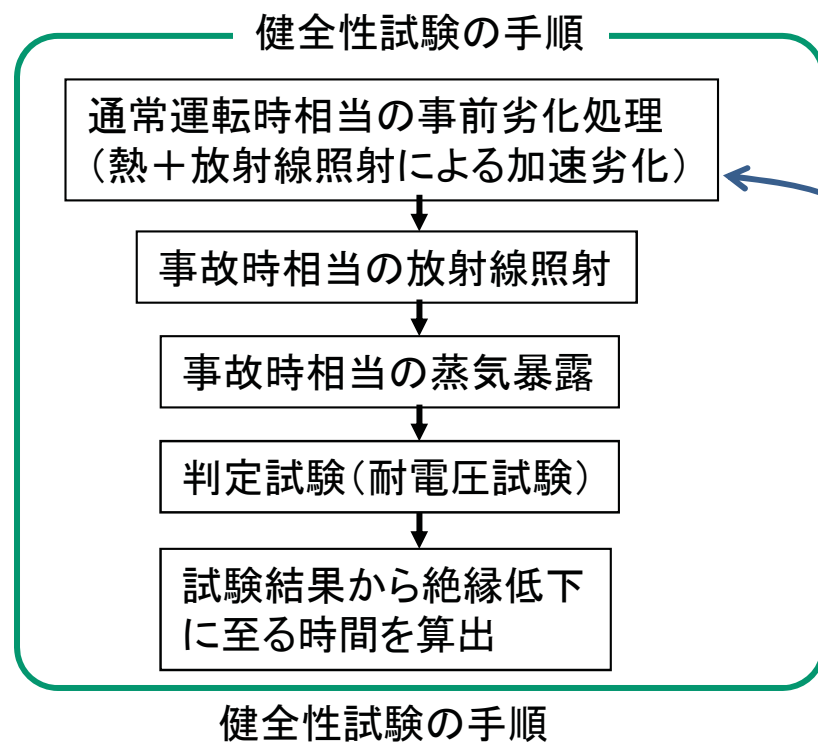 健全性試験の手順
通常運転時相当の事前劣化処理
(熱+放射線照射による加速劣化)
事故時相当の放射線照射
事故時相当の蒸気暴露
判定試験(耐電圧試験)
試験結果から絶縁低下
に至る時間を算出
健全性試験の手順